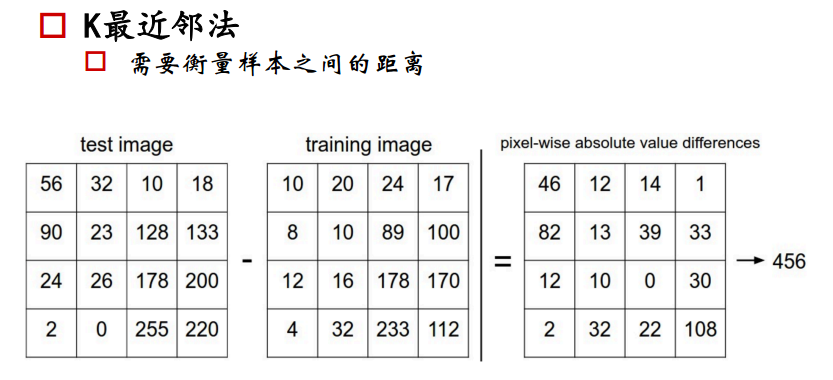 K最近邻法
需要衡量样本之间的距离
test image
56 32 10 18
90 23 128 133
24 26 178 200
2 0 255 220
-
training image
10 20 24 17
8 10 89 100
12 16 178 170
4 32 233 112
=
pixel-wise absolute value differences
46 12 14 1
82 13 39 33
12 10 0 30
2 32 22 108
→ 456